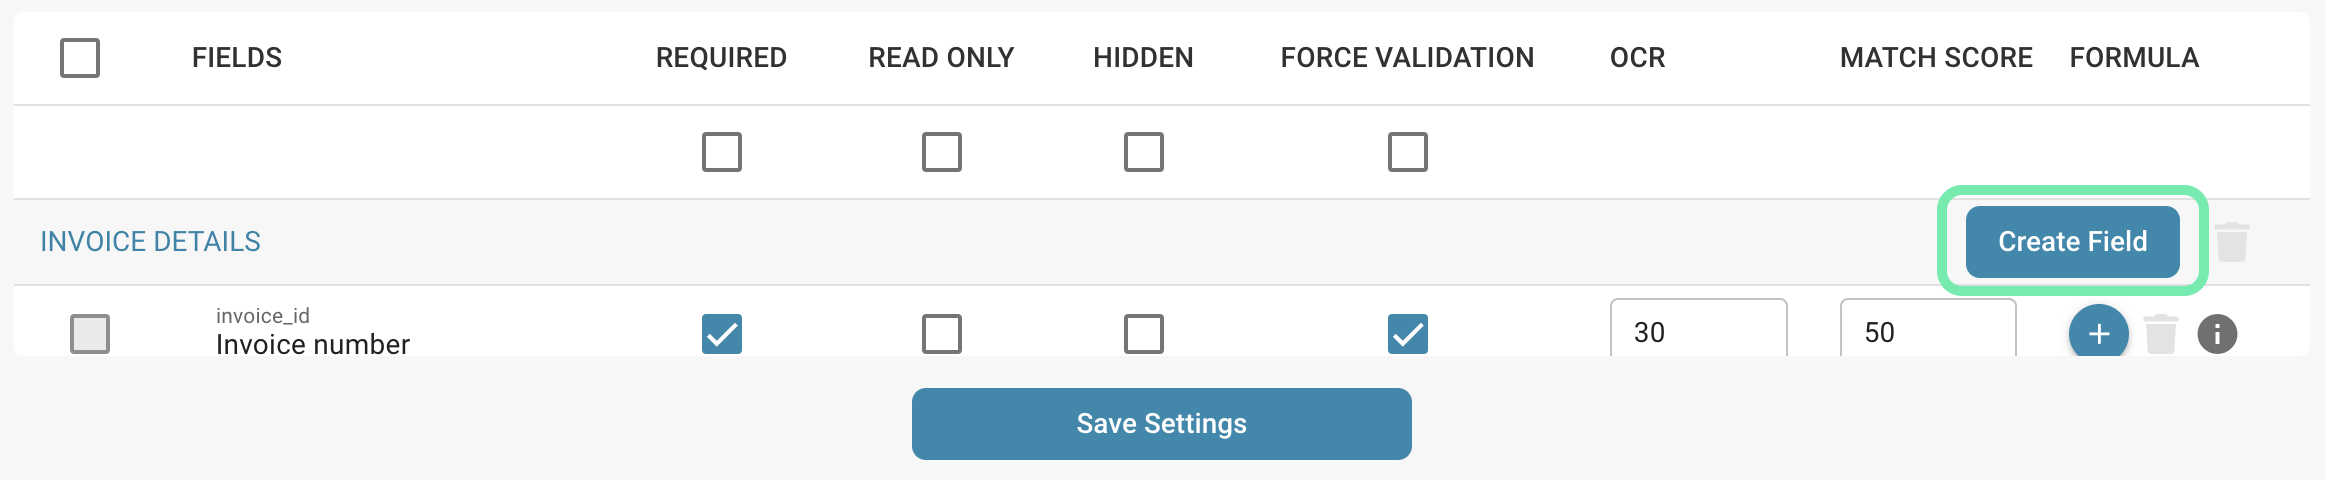 FIELDS REQUIRED READ ONLY HIDDEN FORCE VALIDATION OCR MATCH SCORE FORMULA
INVOICE DETAILS Create Field
invoice_id
Invoice number 30 50
Save Settings